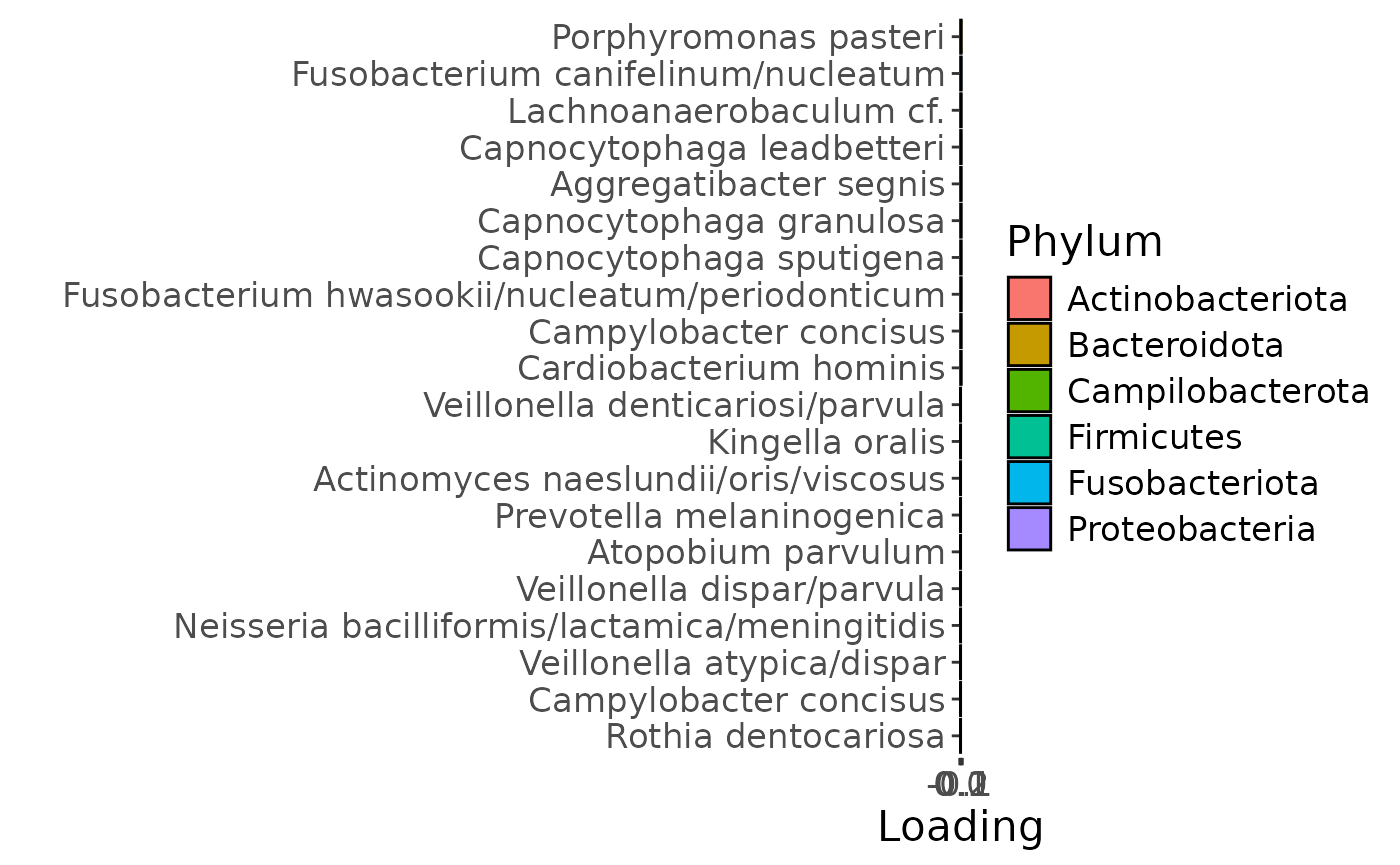 Porphyromonas pasteri
Fusobacterium canifelinum/nucleatum
Lachnoanaerobaculum cf.
Capnocytophaga leadbetteri
Aggregatibacter segnis
Capnocytophaga granulosa
Capnocytophaga sputigena
Fusobacterium hwasookii/nucleatum/periodonticum
Campylobacter concisus
Cardiobacterium hominis
Veillonella denticariosi/parvula
Kingella oralis
Actinomyces naeslundii/oris/viscosus
Prevotella melaninogenica
Atopobium parvulum
Veillonella dispar/parvula
Neisseria bacilliformis/lactamica/meningitidis
Veillonella atypica/dispar
Campylobacter concisus
Rothia dentocariosa
Loading
Phylum
Actinobacteriota
Bacteroidota
Campilobacterota
Firmicutes
Fusobacteriota
Proteobacteria